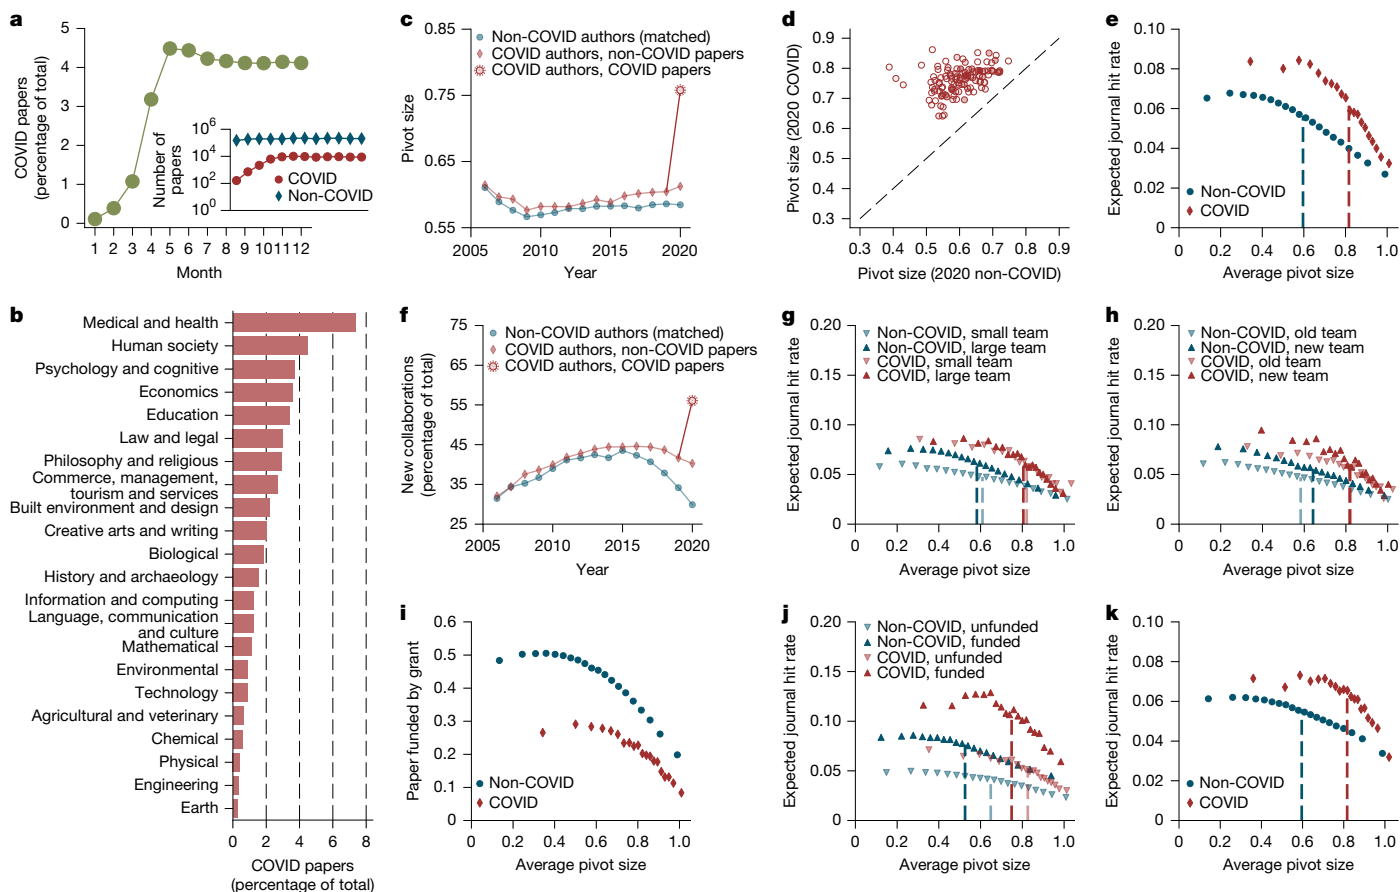 a
COVID papers
(percentage of total)
5
4
3
2
1
0
1 2 3 4 5 6 7 8 9 10 11 12
Month
Number of
papers
10^6
10^4
10^2
10^0
COVID
Non-COVID
b
Medical and health
Human society
Psychology and cognitive
Economics
Education
Law and legal
Philosophy and religious
Commerce, management,
tourism and services
Built environment and design
Creative arts and writing
Biological
History and archaeology
Information and computing
Language, communication
and culture
Mathematical
Environmental
Technology
Agricultural and veterinary
Chemical
Physical
Engineering
Earth
0 2 4 6 8
COVID papers
(percentage of total)
c
Pivot size
0.85
0.75
0.65
0.55
Non-COVID authors (matched)
COVID authors, non-COVID papers
COVID authors, COVID papers
2005 2010 2015 2020
Year
d
Pivot size (2020 COVID)
0.9
0.8
0.7
0.6
0.5
0.4
0.3
0.3 0.4 0.5 0.6 0.7 0.8 0.9
Pivot size (2020 non-COVID)
e
Expected journal hit rate
0.10
0.08
0.06
0.04
0.02
0
Non-COVID
COVID
0 0.2 0.4 0.6 0.8 1.0
Average pivot size
f
New collaborations
(percentage of total)
75
65
55
45
35
25
Non-COVID authors (matched)
COVID authors, non-COVID papers
COVID authors, COVID papers
2005 2010 2015 2020
Year
g
Expected journal hit rate
0.20
0.15
0.10
0.05
0
Non-COVID, small team
Non-COVID, large team
COVID, small team
COVID, large team
0 0.2 0.4 0.6 0.8 1.0
Average pivot size
h
Expected journal hit rate
0.20
0.15
0.10
0.05
0
Non-COVID, old team
Non-COVID, new team
COVID, old team
COVID, new team
0 0.2 0.4 0.6 0.8 1.0
Average pivot size
i
Paper funded by grant
0.6
0.5
0.4
0.3
0.2
0.1
0
Non-COVID
COVID
0 0.2 0.4 0.6 0.8 1.0
Average pivot size
j
Expected journal hit rate
0.20
0.15
0.10
0.05
0
Non-COVID, unfunded
Non-COVID, funded
COVID, unfunded
COVID, funded
0 0.2 0.4 0.6 0.8 1.0
Average pivot size
k
Expected journal hit rate
0.10
0.08
0.06
0.04
0.02
0
Non-COVID
COVID
0 0.2 0.4 0.6 0.8 1.0
Average pivot size